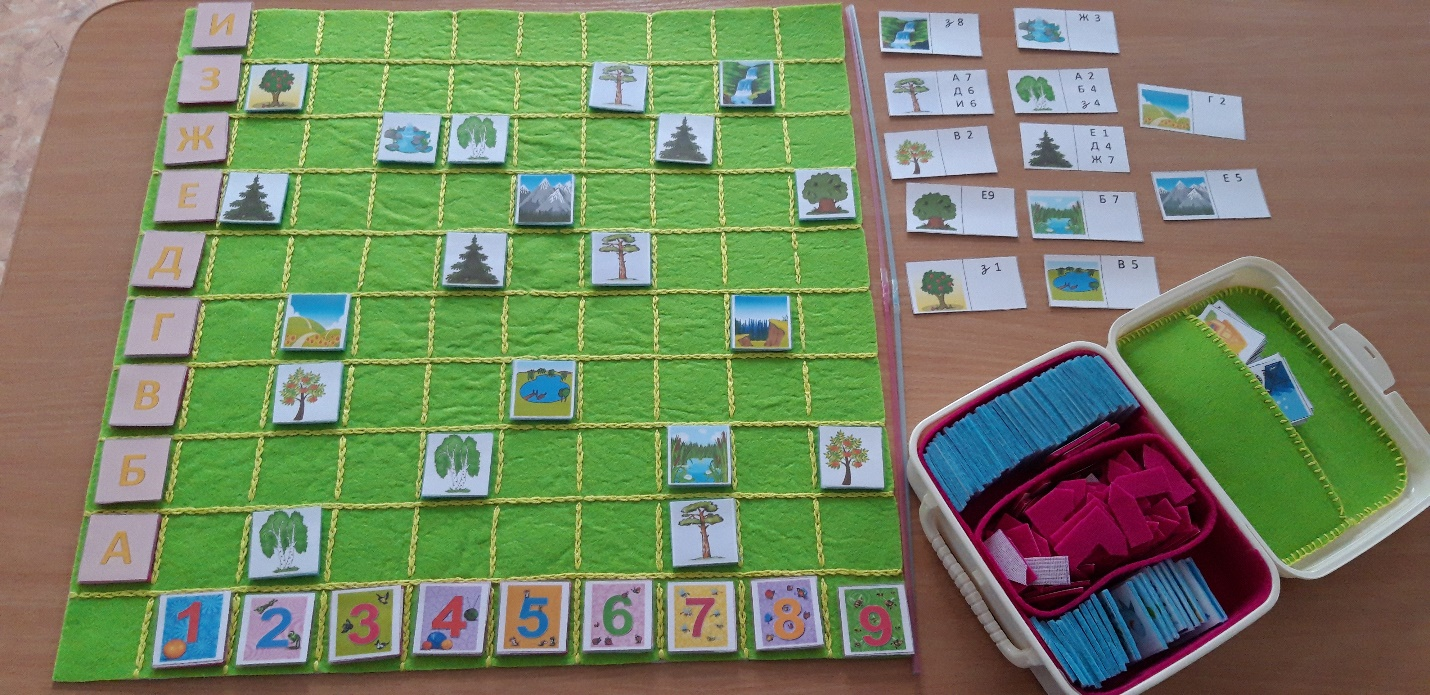 И
З
Ж
Е
Д
Г
В
Б
А
1 2 3 4 5 6 7 8 9
з 8
Ж 3
А 7
Д 6
И 6
А 2
Б 4
з 4
Г 2
В 2
Е 1
Д 4
Ж 7
Е9
Б 7
Е 5
з 1
В 5